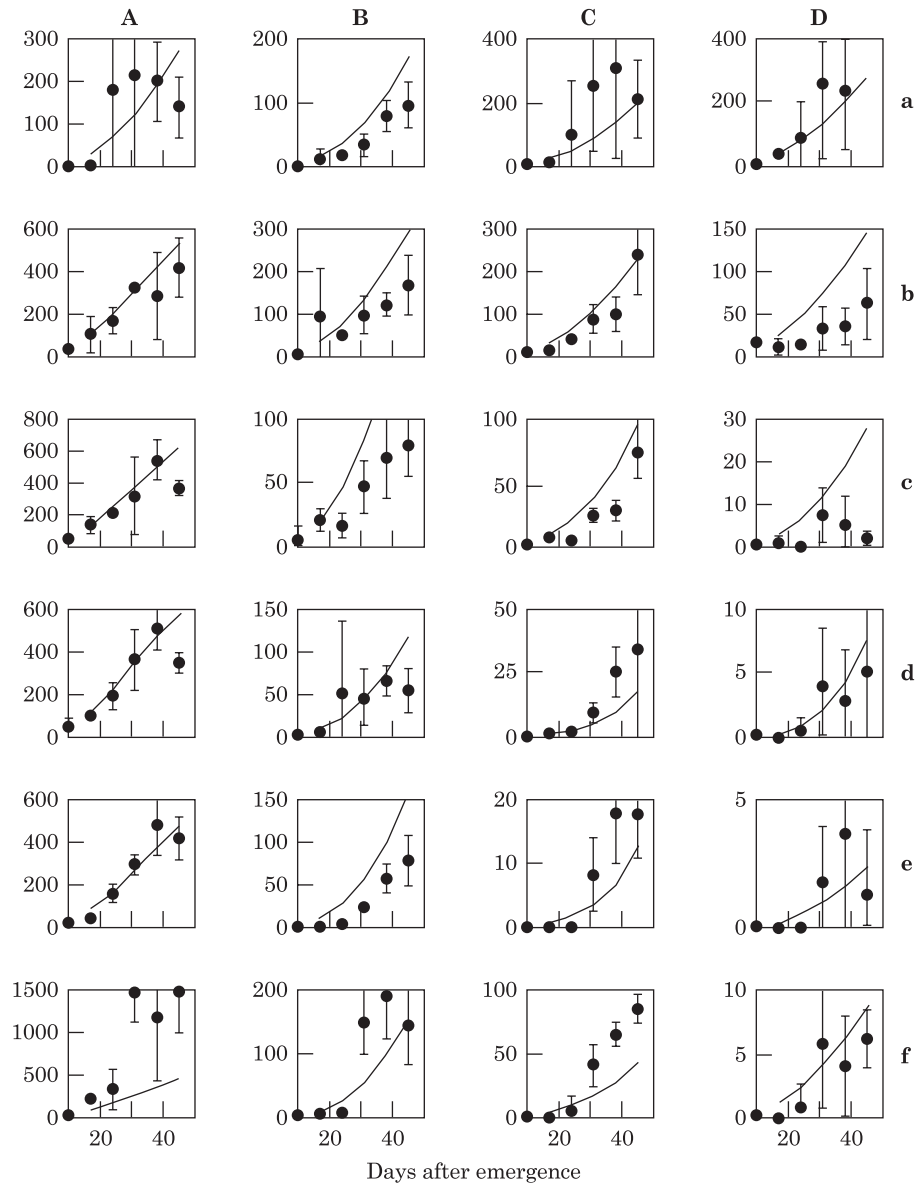 A B C D
300 200 400 400
200 100 200 200
100 0 0 0
0
a
600 300 300 150
400 200 200 100
200 100 100 50
0 0 0 0
b
800 100 100 30
600 50 50 20
400 0 0 10
200 0
0
c
600 150 50 10
400 100 25 5
200 50 0 0
0 0
d
600 150 20 5
400 100 10 0
200 50 0
0 0
e
1500 200 100 10
1000 100 50 5
500 0 0 0
0
f
20 40 20 40 20 40 20 40
Days after emergence